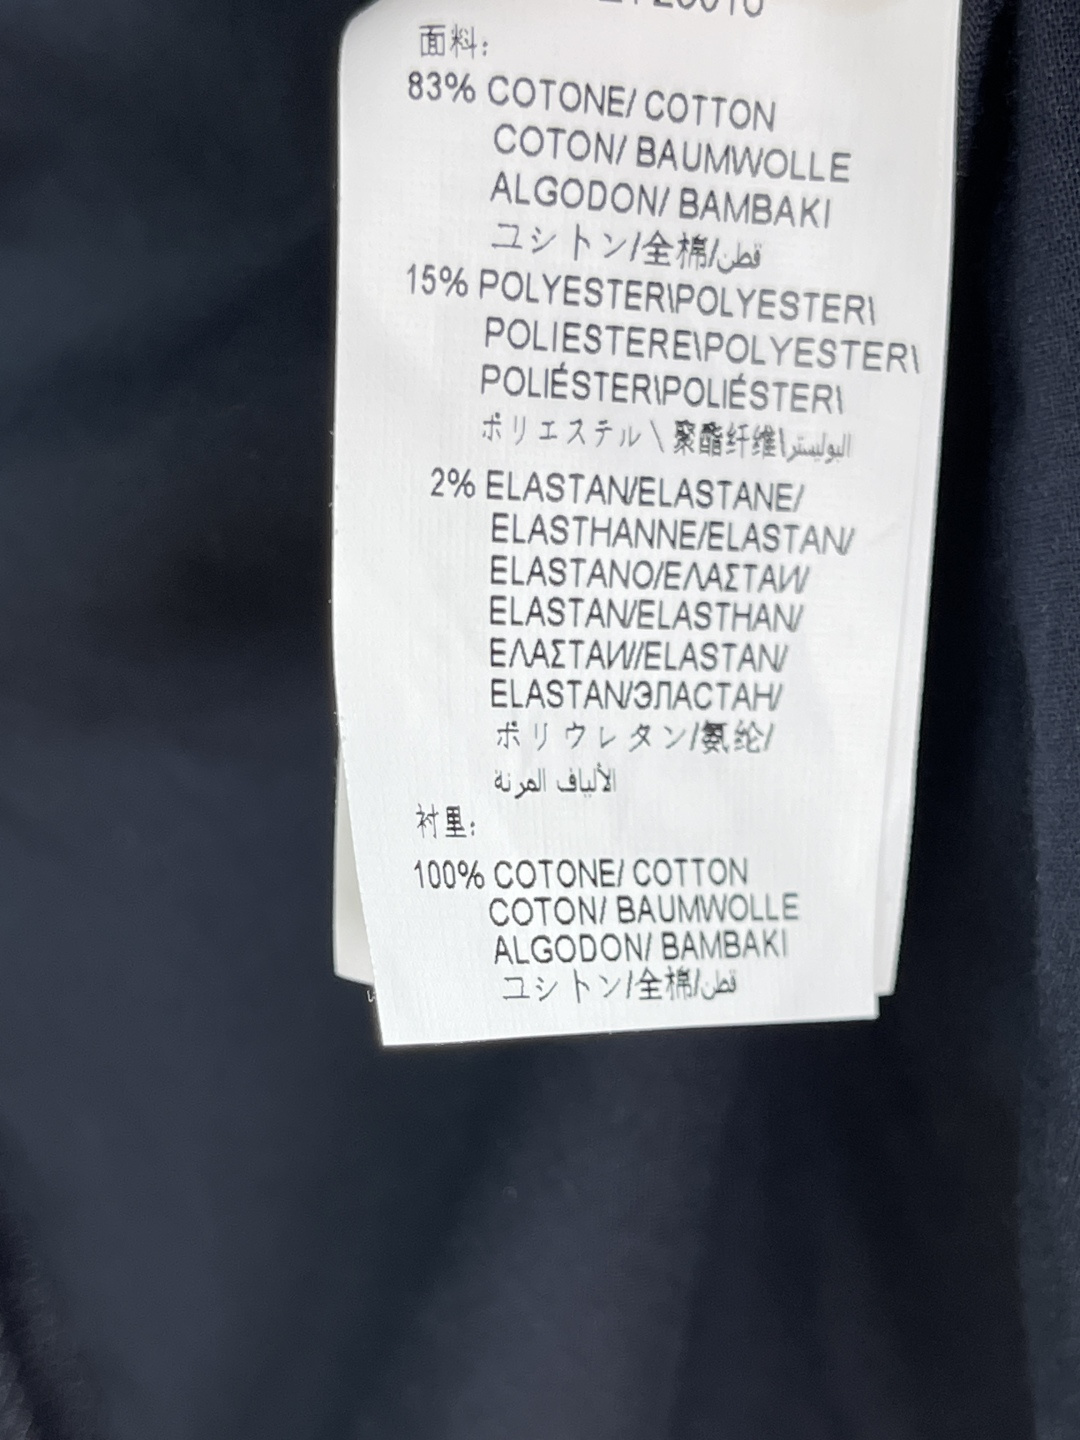 面料:
83% COTONE/ COTTON
COTON/ BAUMWOLLE
ALGODON/ BAMBAKI
ユシトン/全棉/قطن
15% POLYESTER\POLYESTER\
POLIESTERE\POLYESTER\
POLIÉSTER\POLIÉSTER\
ポリエステル \ 聚酯纤维\البوليستر
2% ELASTAN/ELASTANE/
ELASTHANNE/ELASTAN/
ELASTANO/ΕΛΑΣΤΑИ/
ELASTAN/ELASTHAN/
ΕΛΑΣΤΑИ//ELASTAN/
ELASTAN/ЭЛАСТАН/
ポリウレタン/氨纶/
الألياف المرنة
衬里:
100% COTONE/ COTTON
COTON/ BAUMWOLLE
ALGODON/ BAMBAKI
ユシトン/全棉/قطن